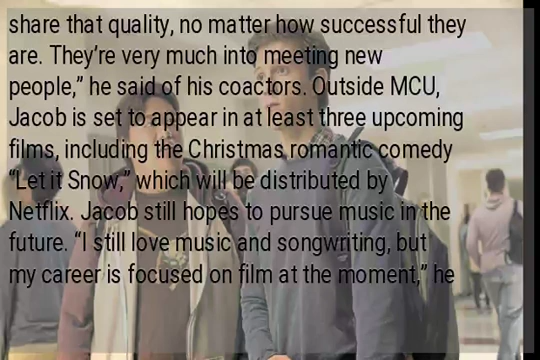 share that quality, no matter how successful they
are. They’re very much into meeting new
people,” he said of his coactors. Outside MCU,
Jacob is set to appear in at least three upcoming
films, including the Christmas romantic comedy
“Let it Snow,” which will be distributed by
Netflix. Jacob still hopes to pursue music in the
future. “I still love music and songwriting, but
my career is focused on film at the moment,” he